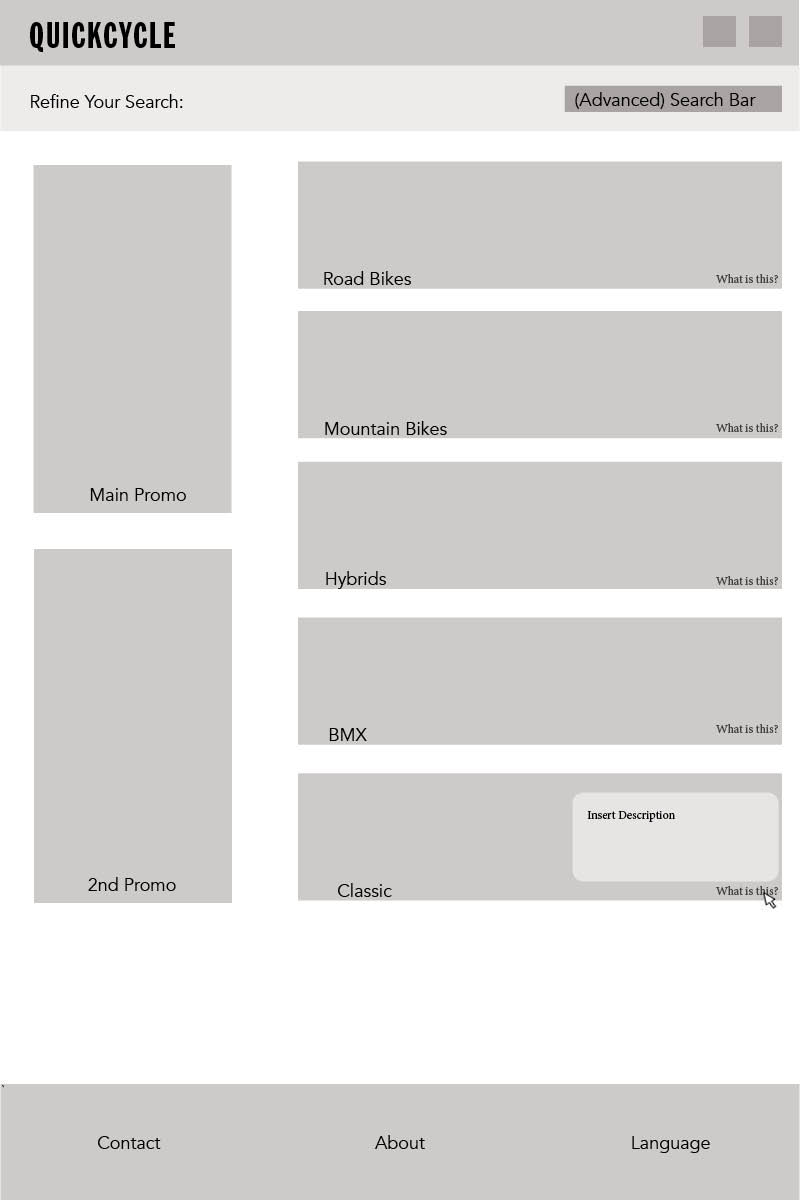 QUICKCYCLE
Refine Your Search:
(Advanced) Search Bar
Main Promo
2nd Promo
Road Bikes
What is this?
Mountain Bikes
What is this?
Hybrids
What is this?
BMX
What is this?
Insert Description
Classic
What is this?
Contact
About
Language